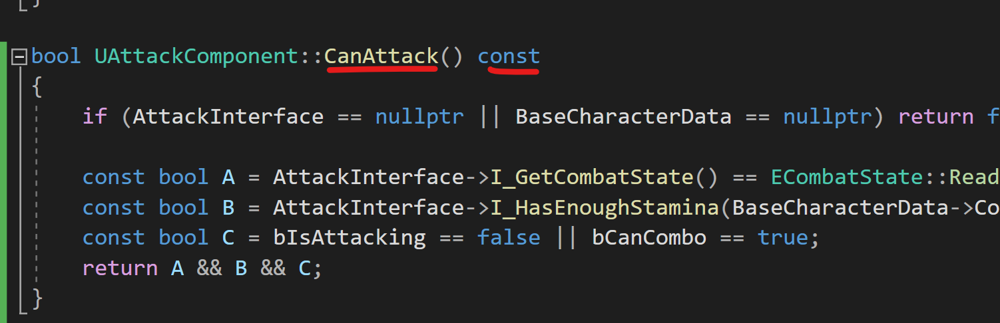 }
bool UAttackComponent::CanAttack() const
{
if (AttackInterface == nullptr || BaseCharacterData == nullptr) return f
const bool A = AttackInterface->I_GetCombatState() == ECombatState::Read
const bool B = AttackInterface->I_HasEnoughStamina(BaseCharacterData->Co
const bool C = bIsAttacking == false || bCanCombo == true;
return A && B && C;
}